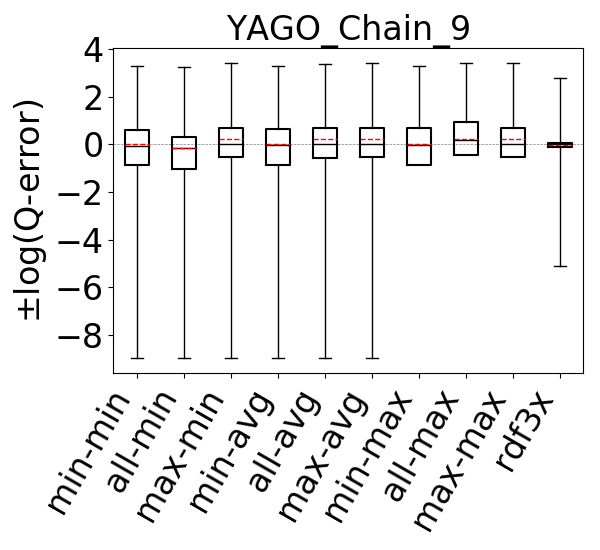 YAGO_Chain_9
±log(Q-error)
4
2
0
−2
−4
−6
−8
min-min
all-min
max-min
min-avg
all-avg
max-avg
min-max
all-max
max-max
rdf3x